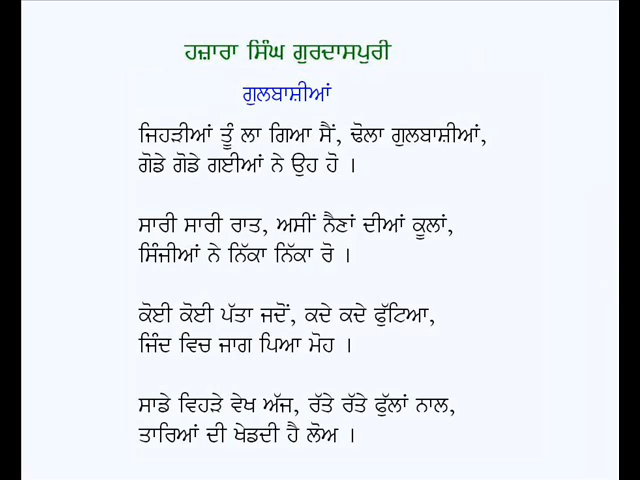 ਹਜ਼ਾਰਾ ਸਿੰਘ ਗੁਰਦਾਸਪੁਰੀ
ਗੁਲਬਾਸ਼ੀਆਂ
ਜਿਹੜੀਆਂ ਤੂੰ ਲਾ ਗਿਆ ਸੈਂ, ਢੋਲਾ ਗੁਲਬਾਸ਼ੀਆਂ,
ਗੋਡੇ ਗੋਡੇ ਗਈਆਂ ਨੇ ਉਹ ਹੋ ।
ਸਾਰੀ ਸਾਰੀ ਰਾਤ, ਅਸੀਂ ਨੈਣਾਂ ਦੀਆਂ ਕੂਲਾਂ,
ਸਿੰਜੀਆਂ ਨੇ ਨਿੱਕਾ ਨਿੱਕਾ ਰੋ ।
ਕੋਈ ਕੋਈ ਪੱਤਾ ਜਦੋਂ, ਕਦੇ ਕਦੇ ਫੁੱਟਿਆ,
ਜਿੰਦ ਵਿਚ ਜਾਗ ਪਿਆ ਮੋਹ ।
ਸਾਡੇ ਵਿਹੜੇ ਵੇਖ ਅੱਜ, ਰੱਤੇ ਰੱਤੇ ਫੁੱਲਾਂ ਨਾਲ,
ਤਾਰਿਆਂ ਦੀ ਖੇਡਦੀ ਹੈ ਲੋਅ ।